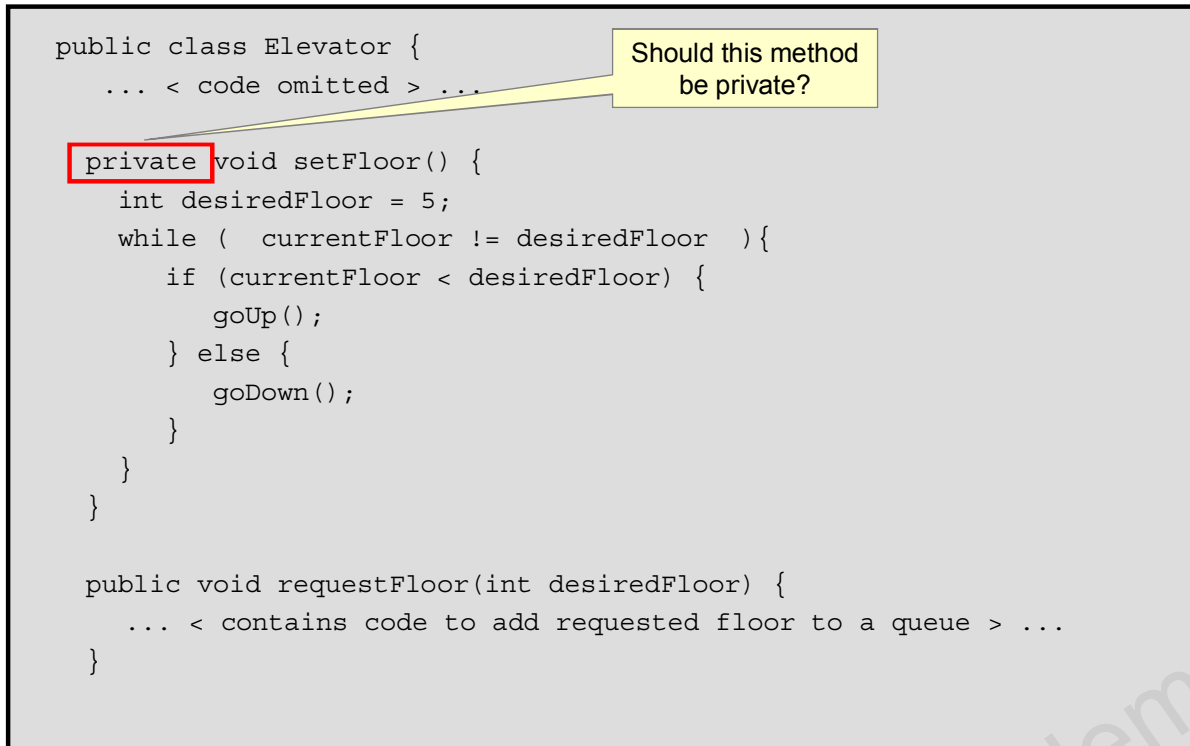 public class Elevator {
... < code omitted > ...
Should this method
be private?
private void setFloor() {
int desiredFloor = 5;
while (  currentFloor != desiredFloor  ){
if (currentFloor < desiredFloor) {
goUp();
} else {
goDown();
}
}
}
public void requestFloor(int desiredFloor) {
... < contains code to add requested floor to a queue > ...
}